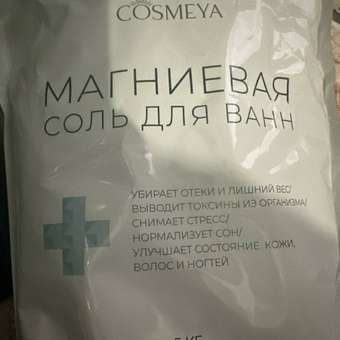 COSMEYA
МАГНИЕВАЯ
СОЛЬ ДЛЯ ВАНН
УБИРАЕТ ОТЕКИ И ЛИШНИЙ ВЕС/
ВЫВОДИТ ТОКСИНЫ ИЗ ОРГАНИЗМА/
СНИМАЕТ СТРЕСС/
НОРМАЛИЗУЕТ СОН/
УЛУЧШАЕТ СОСТОЯНИЕ КОЖИ,
ВОЛОС И НОГТЕЙ